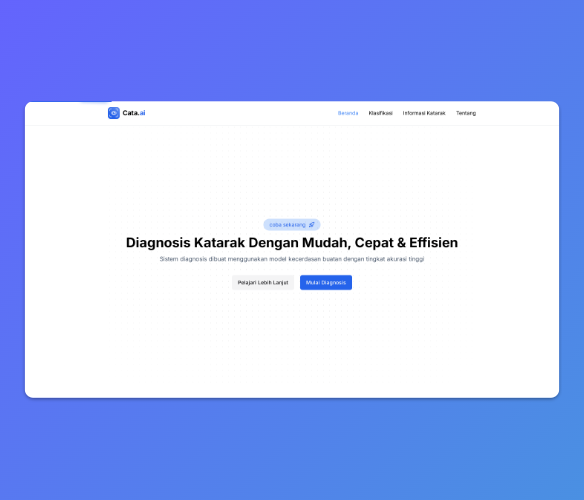 Cata.ai
Beranda Klasifikasi Informasi Katarak Tentang
coba sekarang
Diagnosis Katarak Dengan Mudah, Cepat & Effisien
Sistem diagnosis dibuat menggunakan model kecerdasan buatan dengan tingkat akurasi tinggi
Pelajari Lebih Lanjut Mulai Diagnosis